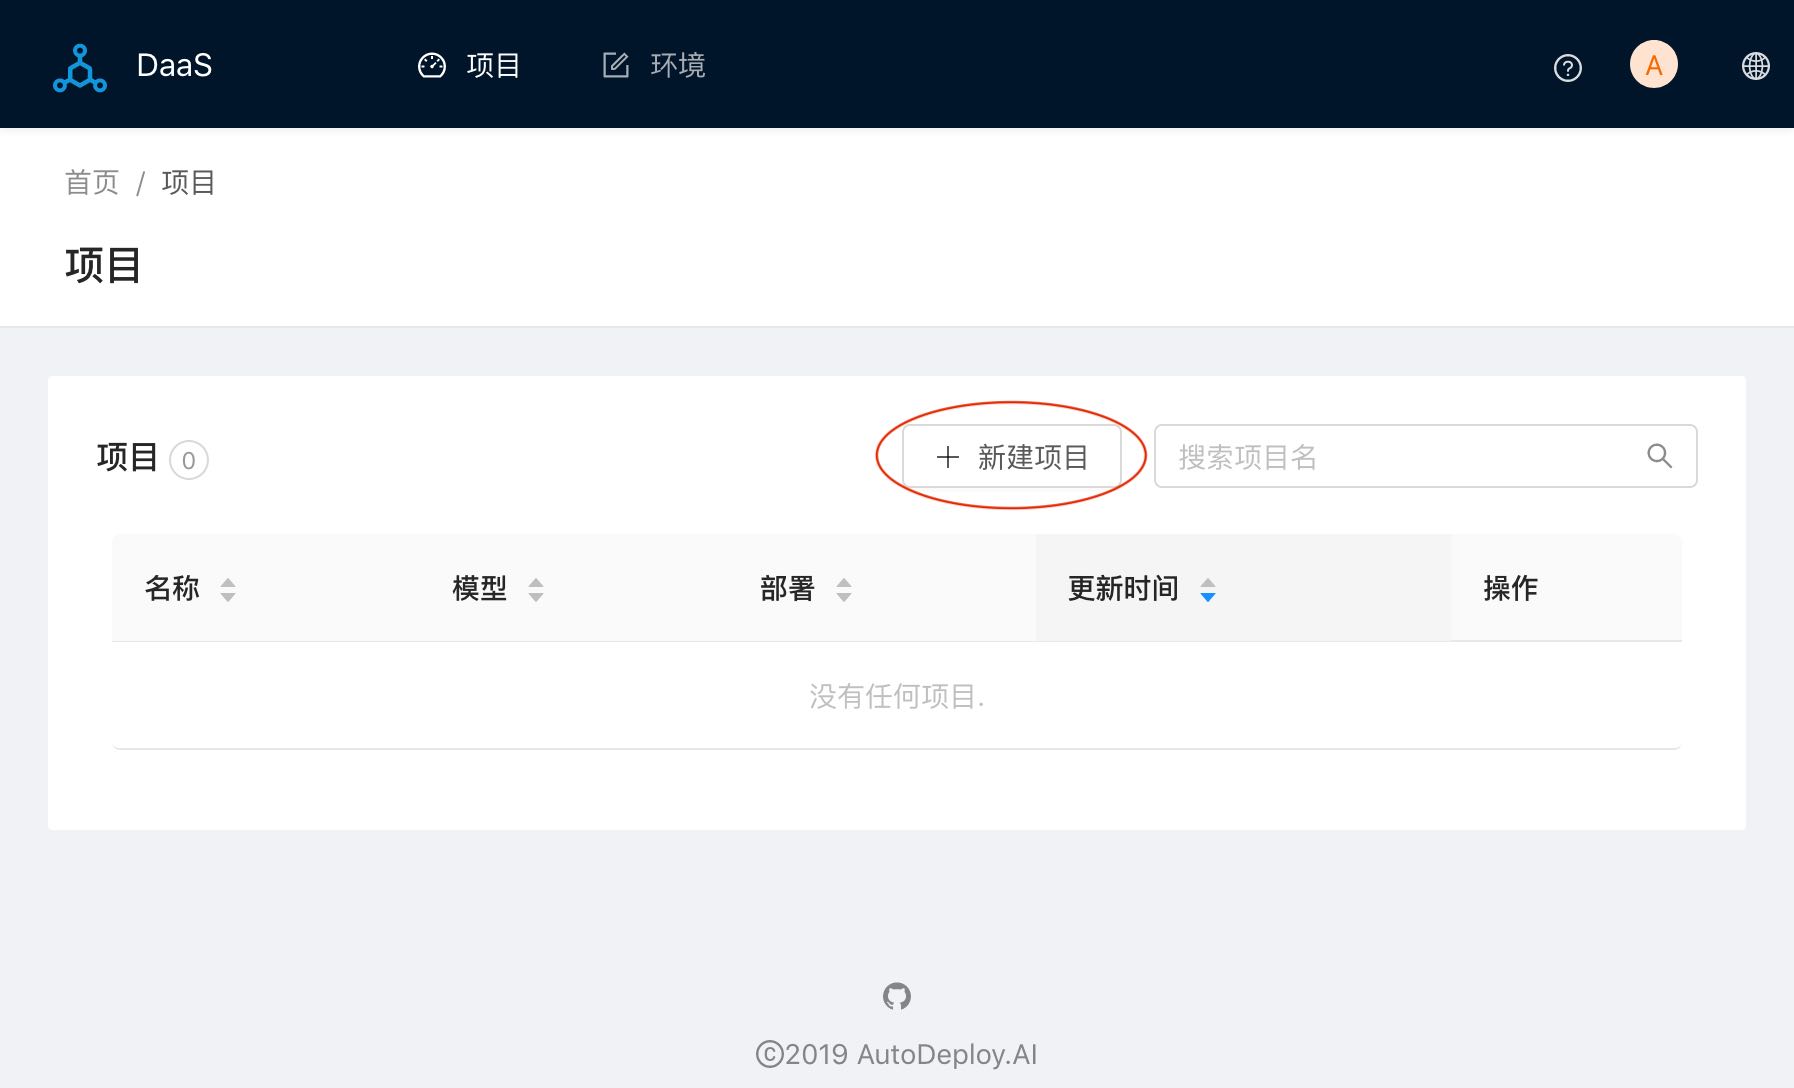 DaaS 项目 环境 A
首页 / 项目
项目
项目 0 + 新建项目 搜索项目名
名称 模型 部署 更新时间 操作
没有任何项目.
©2019 AutoDeploy.AI